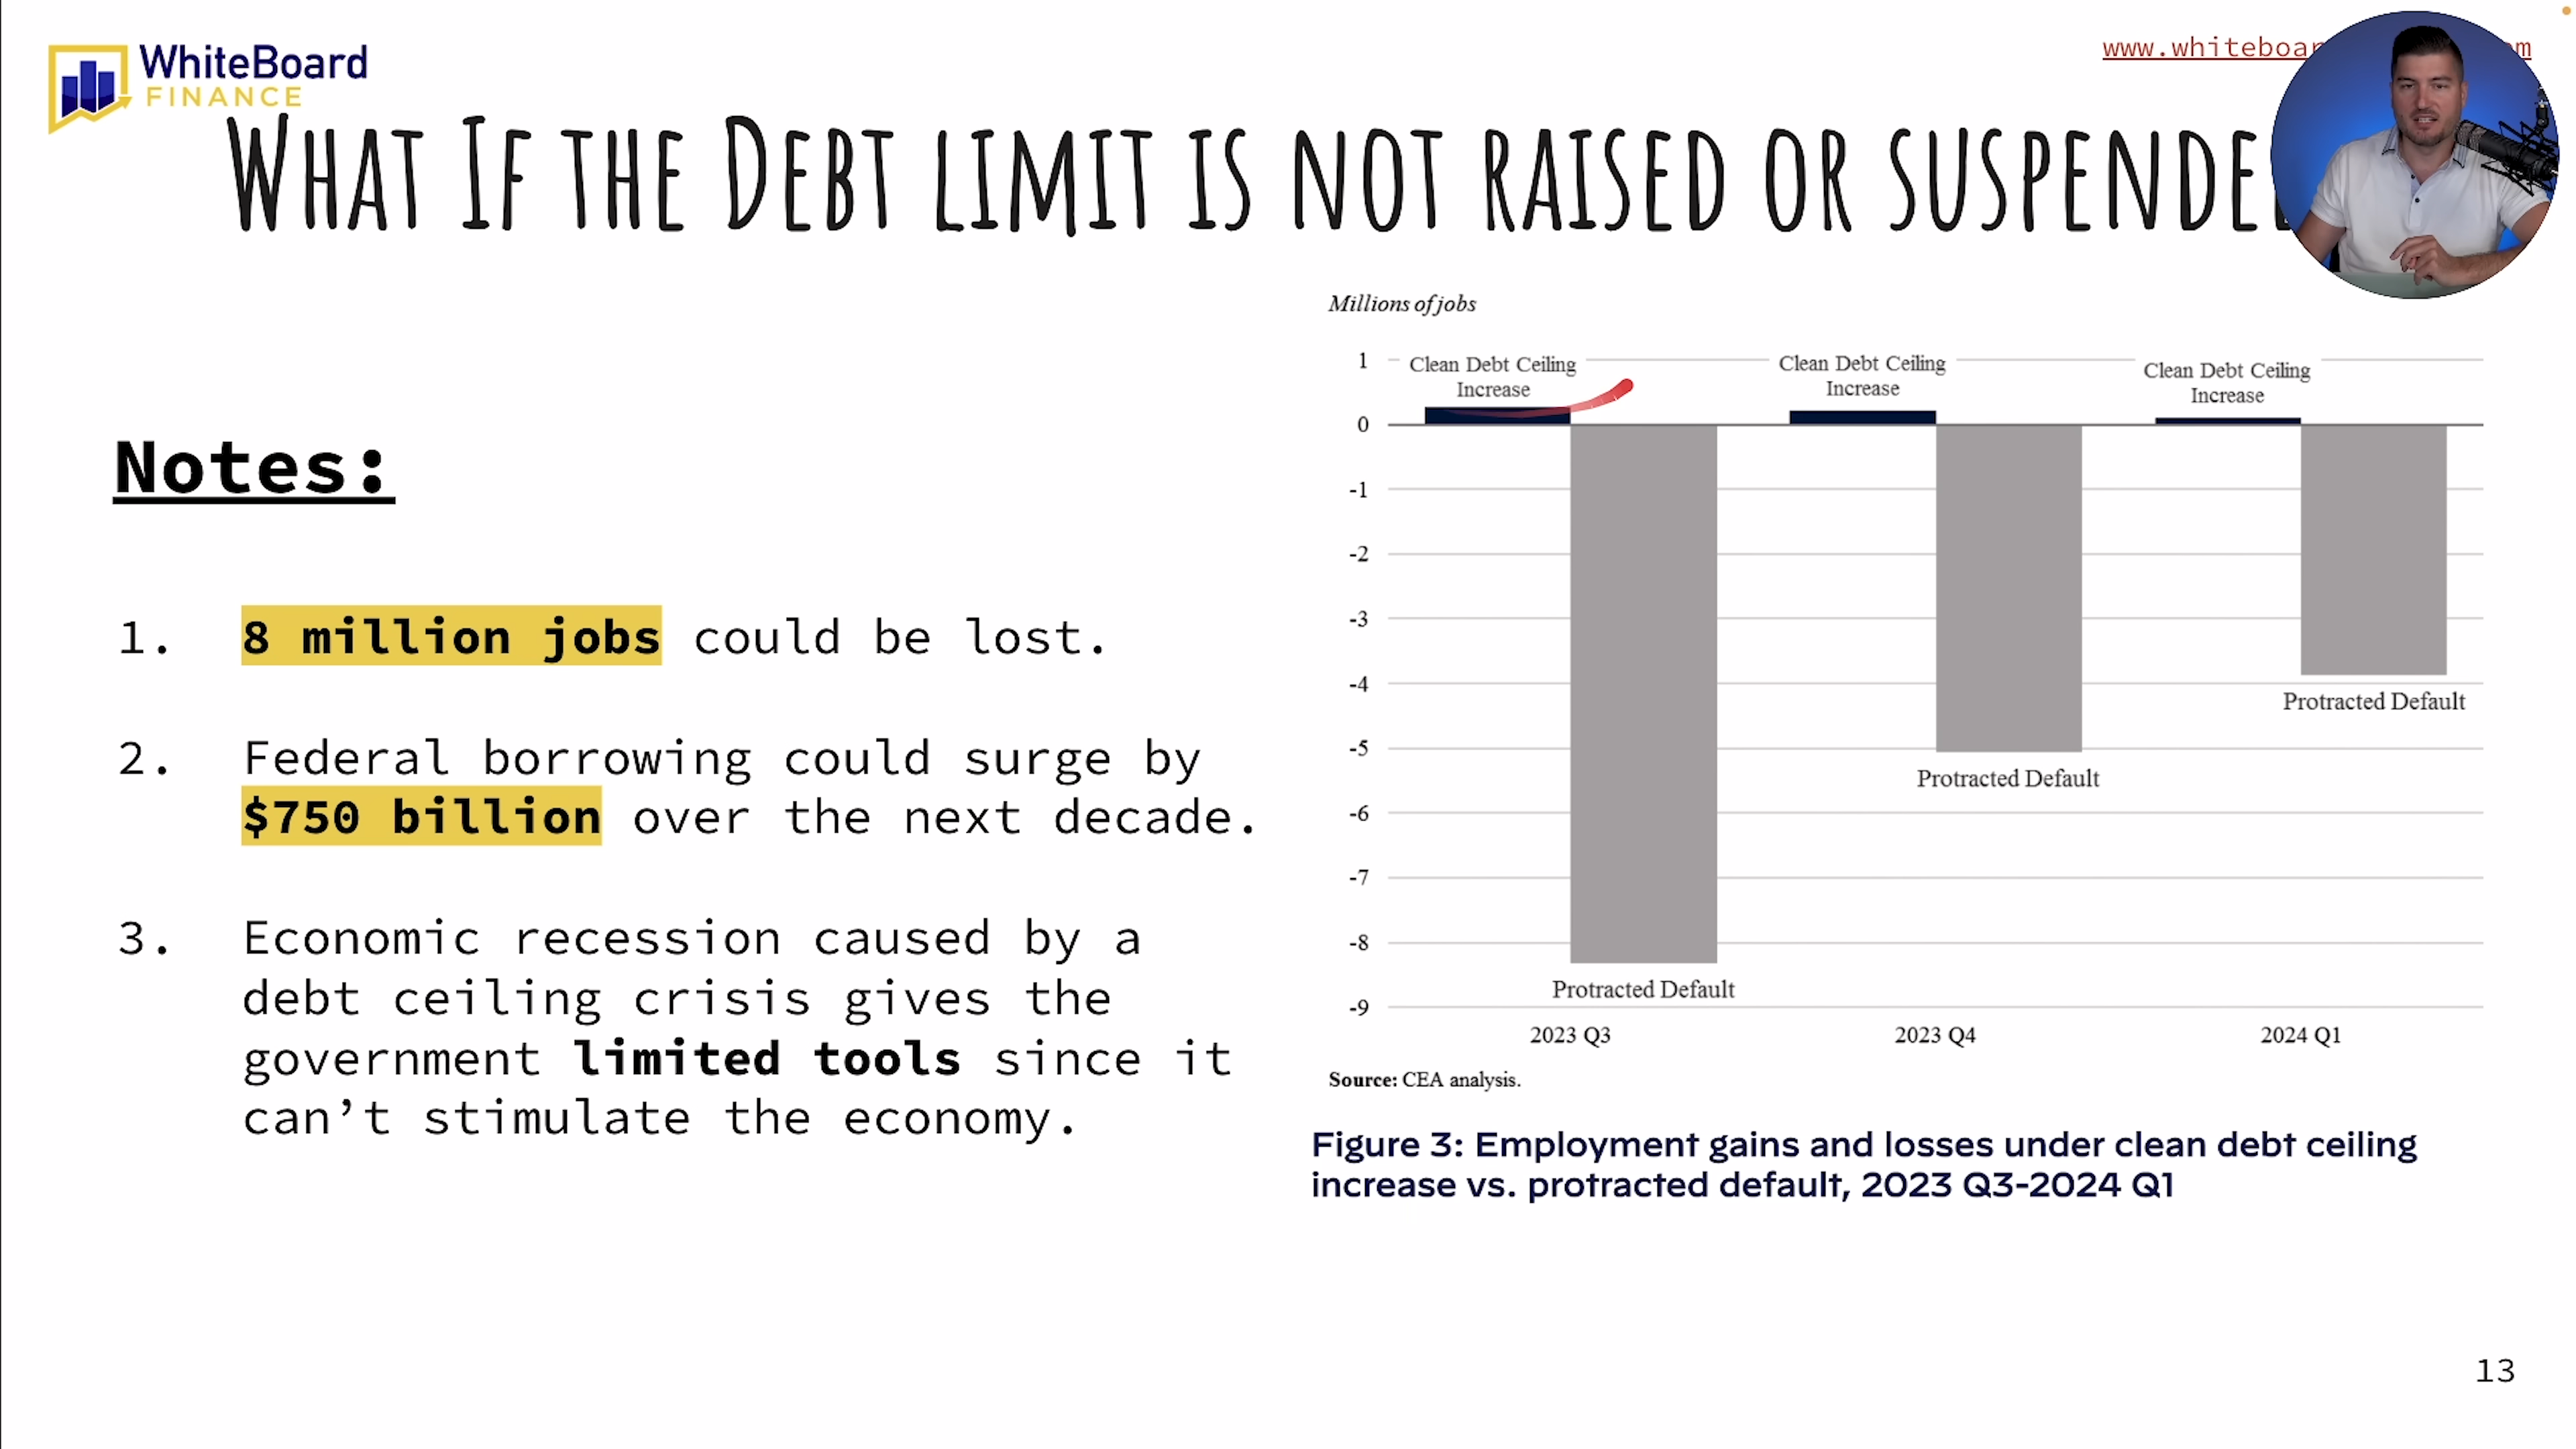 WhiteBoard
FINANCE
WHAT IF THE DEBT LIMIT IS NOT RAISED OR SUSPENDED
Notes:
1. 8 million jobs could be lost.
2. Federal borrowing could surge by
$750 billion over the next decade.
3. Economic recession caused by a
debt ceiling crisis gives the
government limited tools since it
can’t stimulate the economy.
Millions of jobs
1
0
-1
-2
-3
-4
-5
-6
-7
-8
-9
Clean Debt Ceiling
Increase
Clean Debt Ceiling
Increase
Clean Debt Ceiling
Increase
Protracted Default
Protracted Default
Protracted Default
2023 Q3
2023 Q4
2024 Q1
Source: CEA analysis.
Figure 3: Employment gains and losses under clean debt ceiling
increase vs. protracted default, 2023 Q3-2024 Q1
13